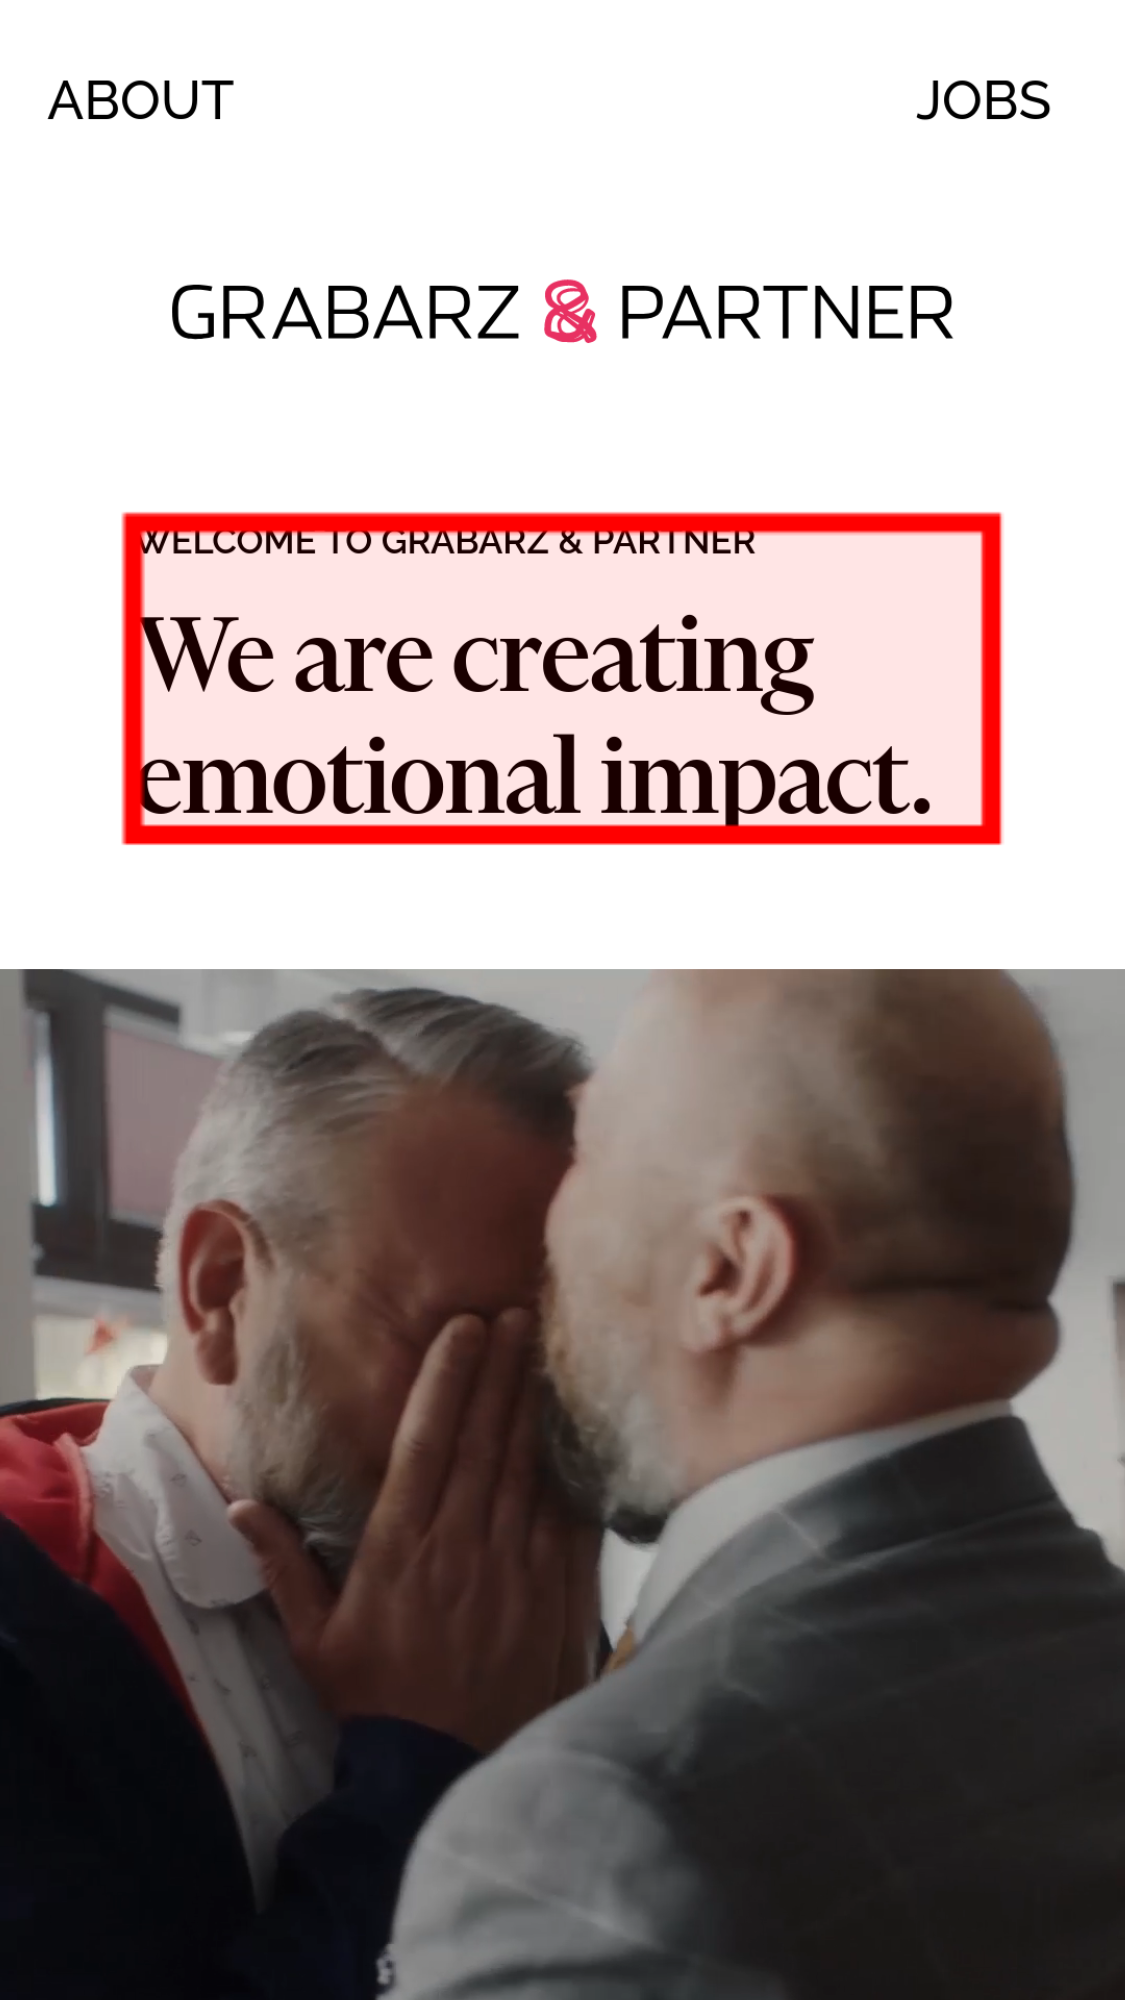 ABOUT
JOBS
GRABARZ & PARTNER
WELCOME TO GRABARZ & PARTNER
We are creating
emotional impact.